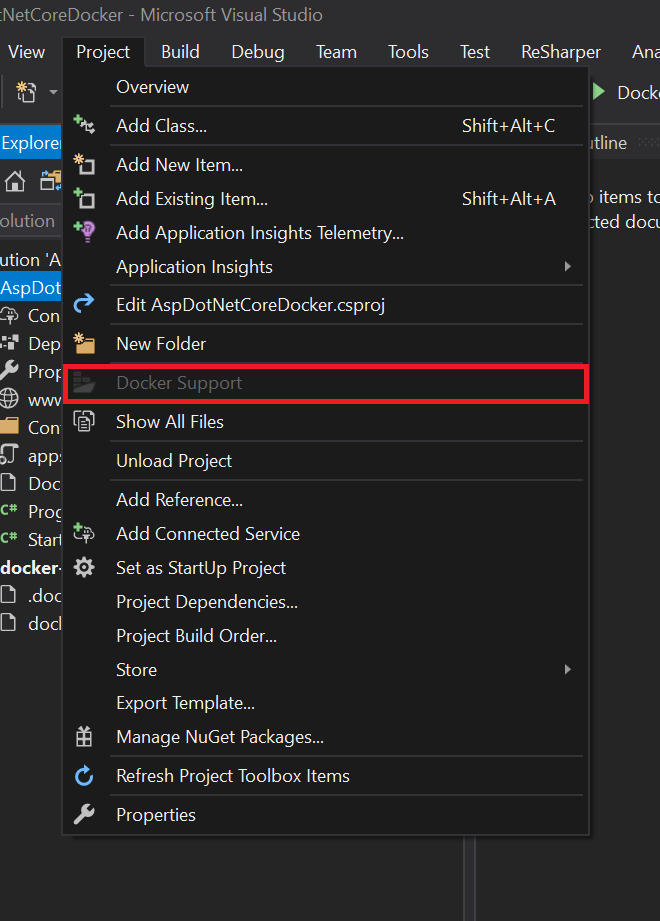 tNetCoreDocker - Microsoft Visual Studio
View Project Build Debug Team Tools Test ReSharper Ana
Docke
Overview
Explorer
utline
Add Class... Shift+Alt+C
Add New Item...
Add Existing Item... Shift+Alt+A
o items to
olution
cted docu
Add Application Insights Telemetry...
ution 'A
Application Insights
AspDot
Edit AspDotNetCoreDocker.csproj
Con
New Folder
Dep
Prop
Docker Support
www
Show All Files
Con
apps
Unload Project
Doc
Add Reference...
Prog
Add Connected Service
Start
Set as StartUp Project
docker-
Project Dependencies...
.doc
Project Build Order...
dock
Store
Export Template...
Manage NuGet Packages...
Refresh Project Toolbox Items
Properties